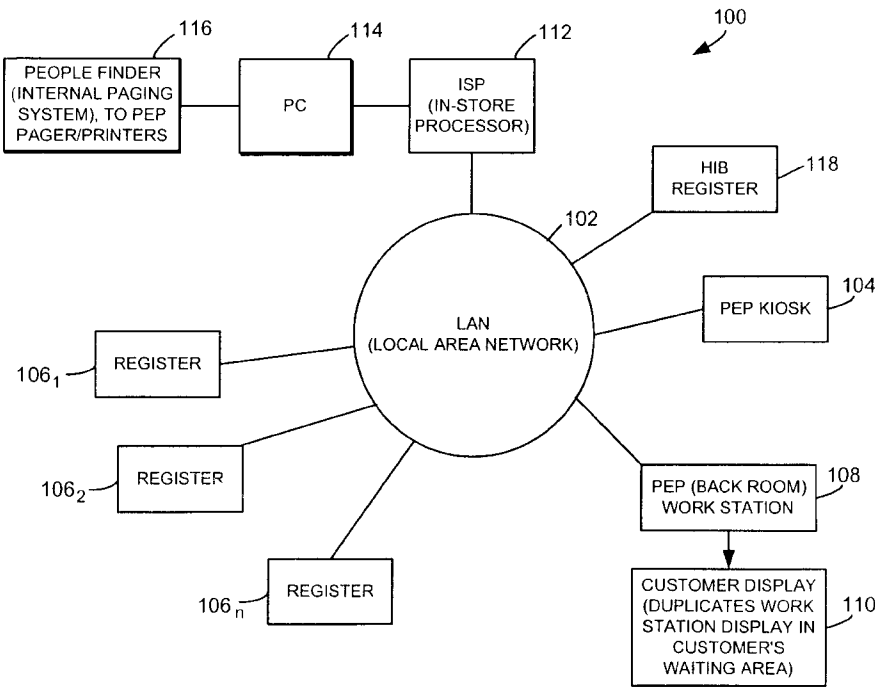 116
114
112
100
PEOPLE FINDER
(INTERNAL PAGING
SYSTEM), TO PEP
PAGER/PRINTERS
PC
ISP
(IN-STORE
PROCESSOR)
HIB
REGISTER
118
102
LAN
(LOCAL AREA NETWORK)
PEP KIOSK
104
REGISTER
106₁
REGISTER
106₂
REGISTER
106ₙ
PEP (BACK ROOM)
WORK STATION
108
CUSTOMER DISPLAY
(DUPLICATES WORK
STATION DISPLAY IN
CUSTOMER'S
WAITING AREA)
110